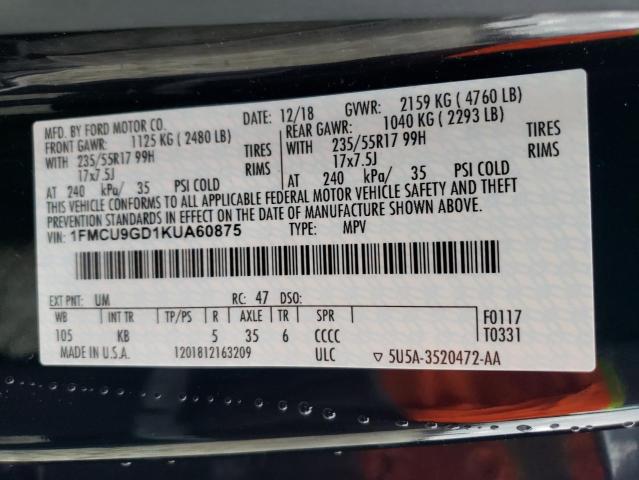 MFD. BY FORD MOTOR CO. DATE: 12/18 GVWR: 2159 KG ( 4760 LB)
FRONT GAWR: 1125 KG ( 2480 LB) REAR GAWR: 1040 KG ( 2293 LB)
WITH 235/55R17 99H TIRES WITH 235/55R17 99H TIRES
17x7.5J RIMS 17x7.5J RIMS
AT 240 kPa/ 35 PSI COLD AT 240 kPa/ 35 PSI COLD
THIS VEHICLE CONFORMS TO ALL APPLICABLE FEDERAL MOTOR VEHICLE SAFETY AND THEFT
PREVENTION STANDARDS IN EFFECT ON THE DATE OF MANUFACTURE SHOWN ABOVE.
VIN: 1FMCU9GD1KUA60875 TYPE: MPV
EXT PNT: UM RC: 47 DSO:
WB INT TR TP/PS R AXLE TR SPR F0117
105 KB 5 35 6 CCCC T0331
MADE IN U.S.A. 1201812163209 ULC ▽ 5U5A-3520472-AA